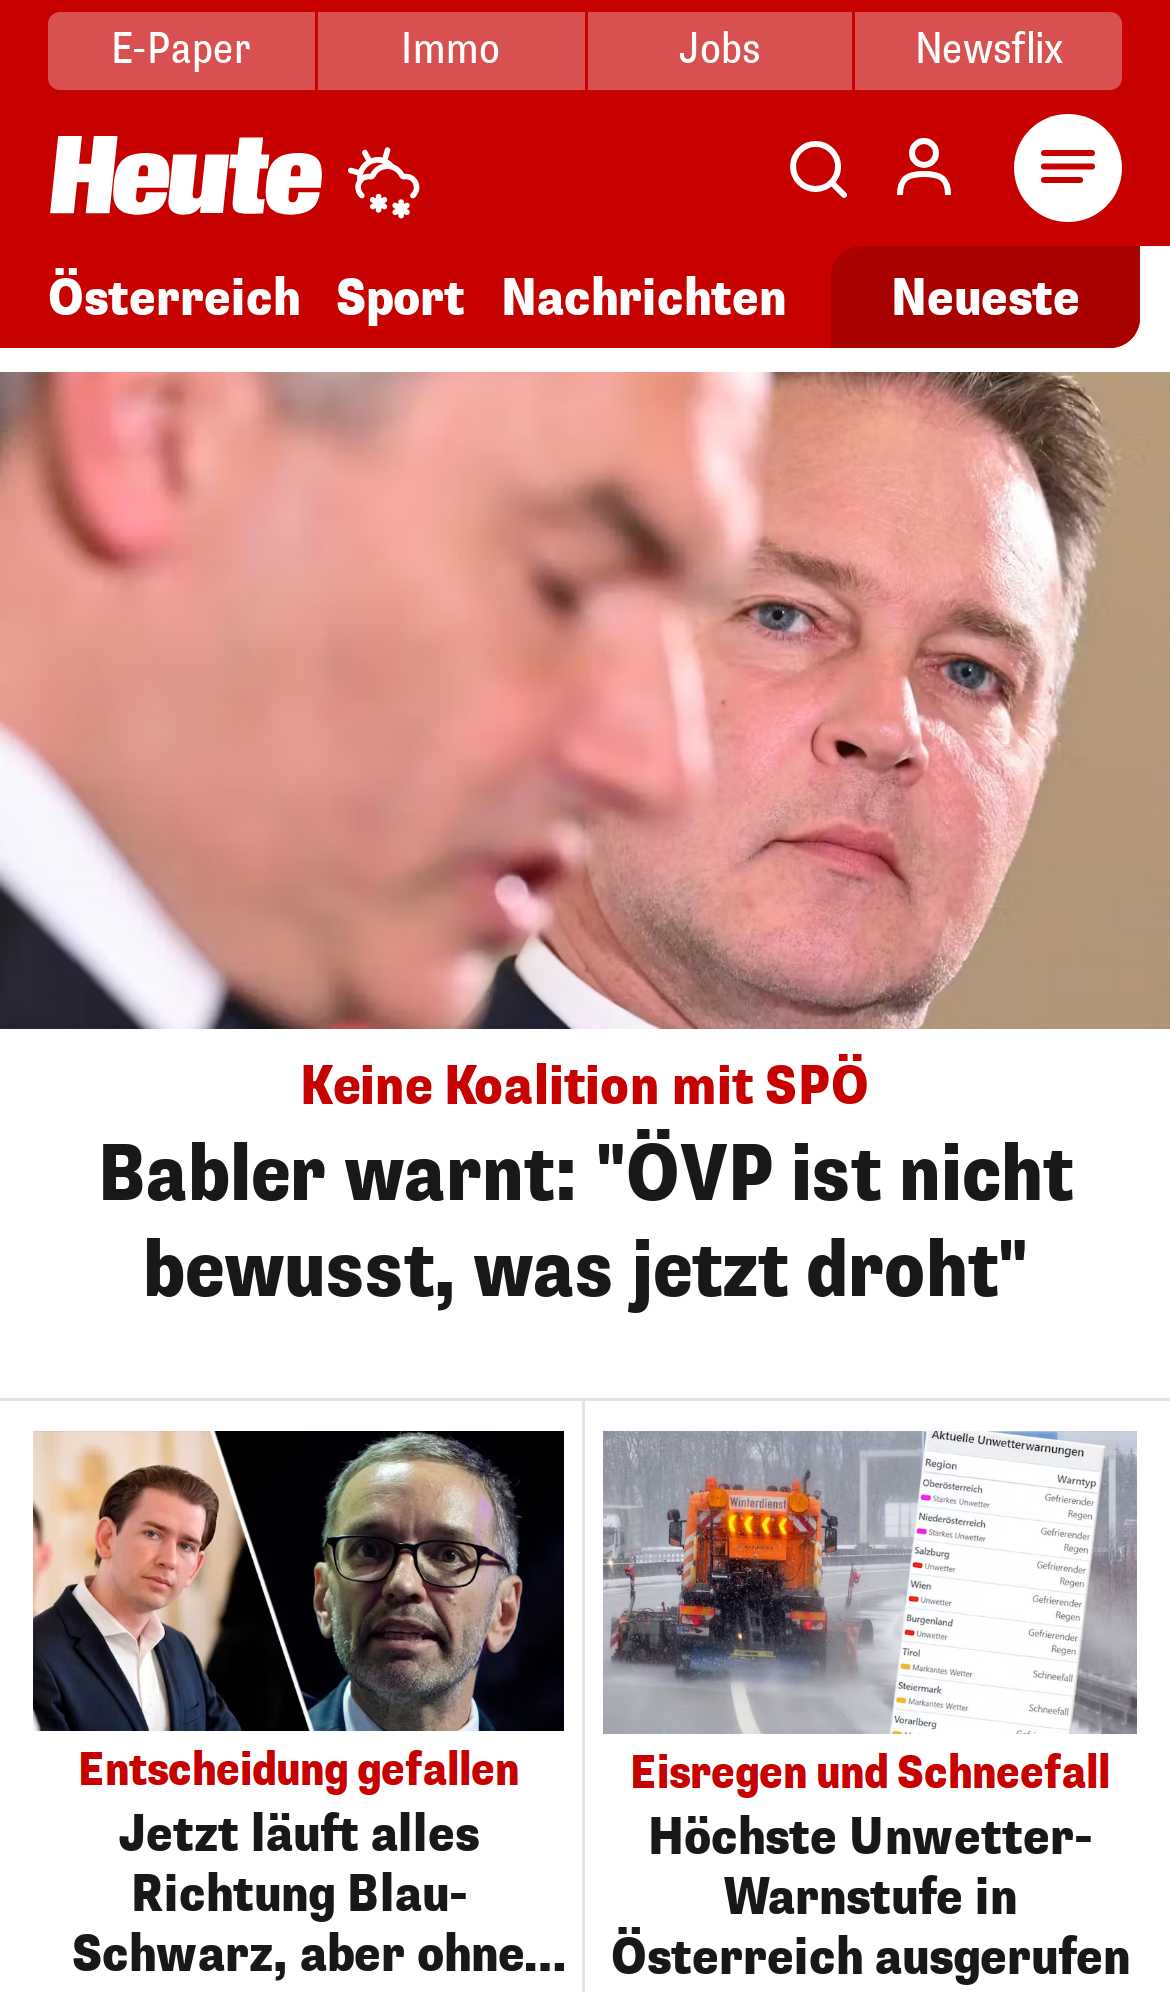 E-Paper
Immo
Jobs
Newsflix
Heute
Österreich
Sport
Nachrichten
Neueste
Keine Koalition mit SPÖ
Babler warnt: "ÖVP ist nicht
bewusst, was jetzt droht"
Entscheidung gefallen
Jetzt läuft alles
Richtung Blau-
Schwarz, aber ohne...
Winterdienst
Aktuelle Unwetterwarnungen
Region Warntyp
Oberösterreich Gefrierender
Starkes Unwetter Regen
Niederösterreich Gefrierender
Starkes Unwetter Regen
Salzburg Gefrierender
Unwetter Regen
Wien Gefrierender
Unwetter Regen
Burgenland Gefrierender
Unwetter Regen
Tirol Schneefall
Markantes Wetter
Steiermark Schneefall
Markantes Wetter
Vorarlberg
Eisregen und Schneefall
Höchste Unwetter-
Warnstufe in
Österreich ausgerufen